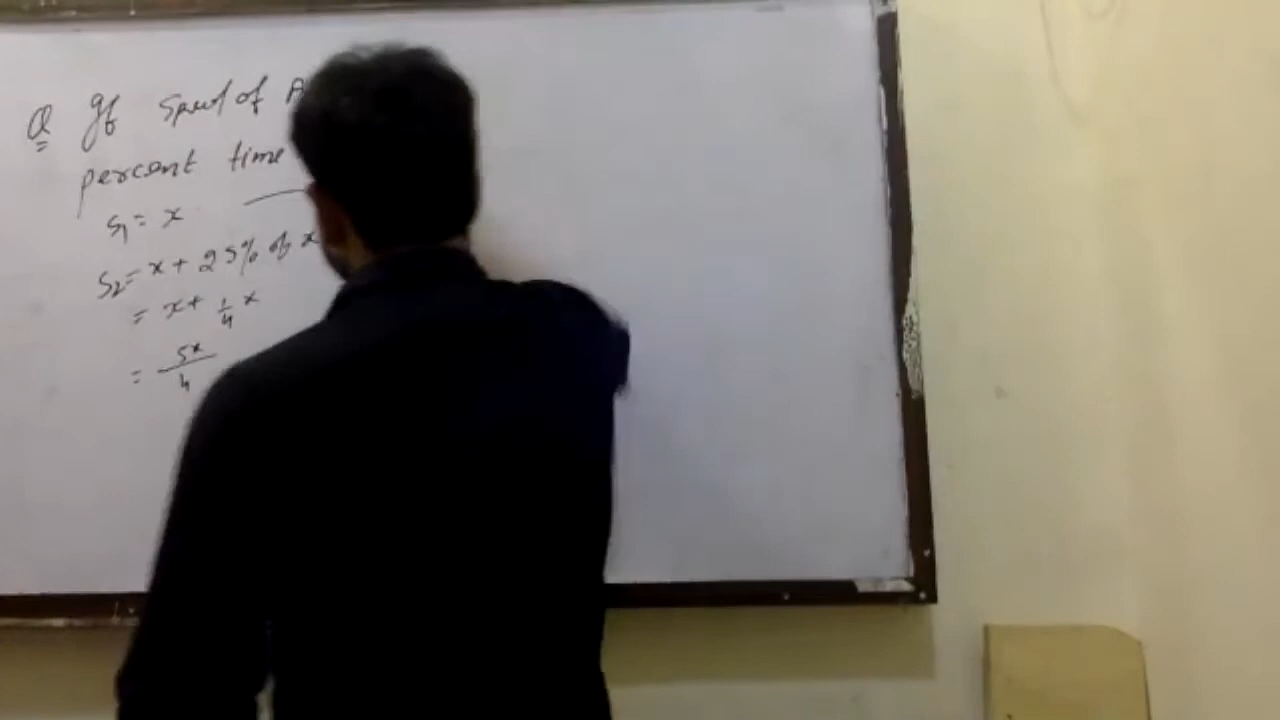 Q If Speed of A
percent time
S1 = x
S2 = x + 25% of x
= x + 1/4 x
= 5x/4